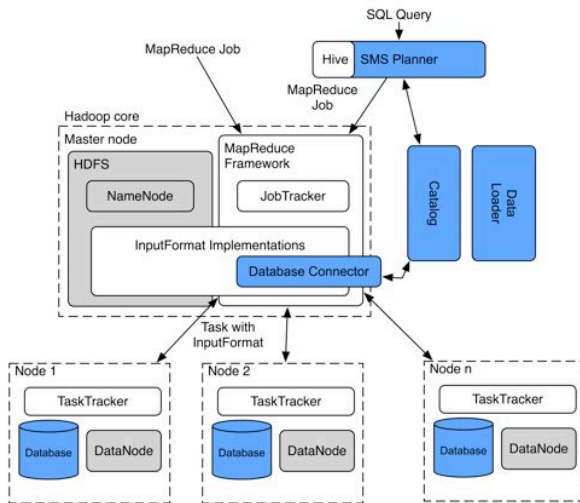 SQL Query
MapReduce Job
Hive
SMS Planner
MapReduce
Job
Hadoop core
Master node
HDFS
MapReduce
Framework
NameNode
JobTracker
Catalog
Data
Loader
InputFormat Implementations
Database Connector
Task with
InputFormat
Node 1
TaskTracker
Database
DataNode
Node 2
TaskTracker
Database
DataNode
Node n
TaskTracker
Database
DataNode